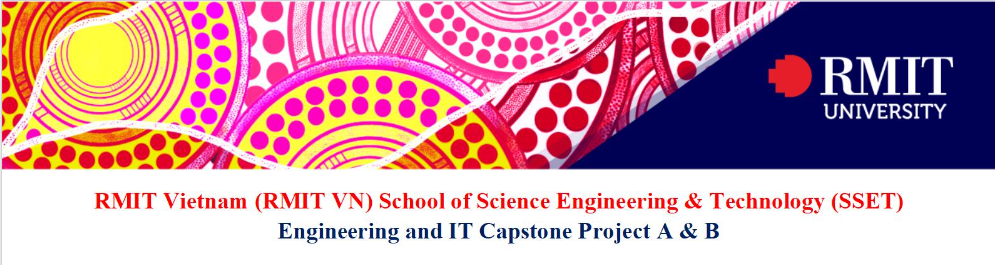 RMIT
UNIVERSITY
RMIT Vietnam (RMIT VN) School of Science Engineering & Technology (SSET)
Engineering and IT Capstone Project A & B